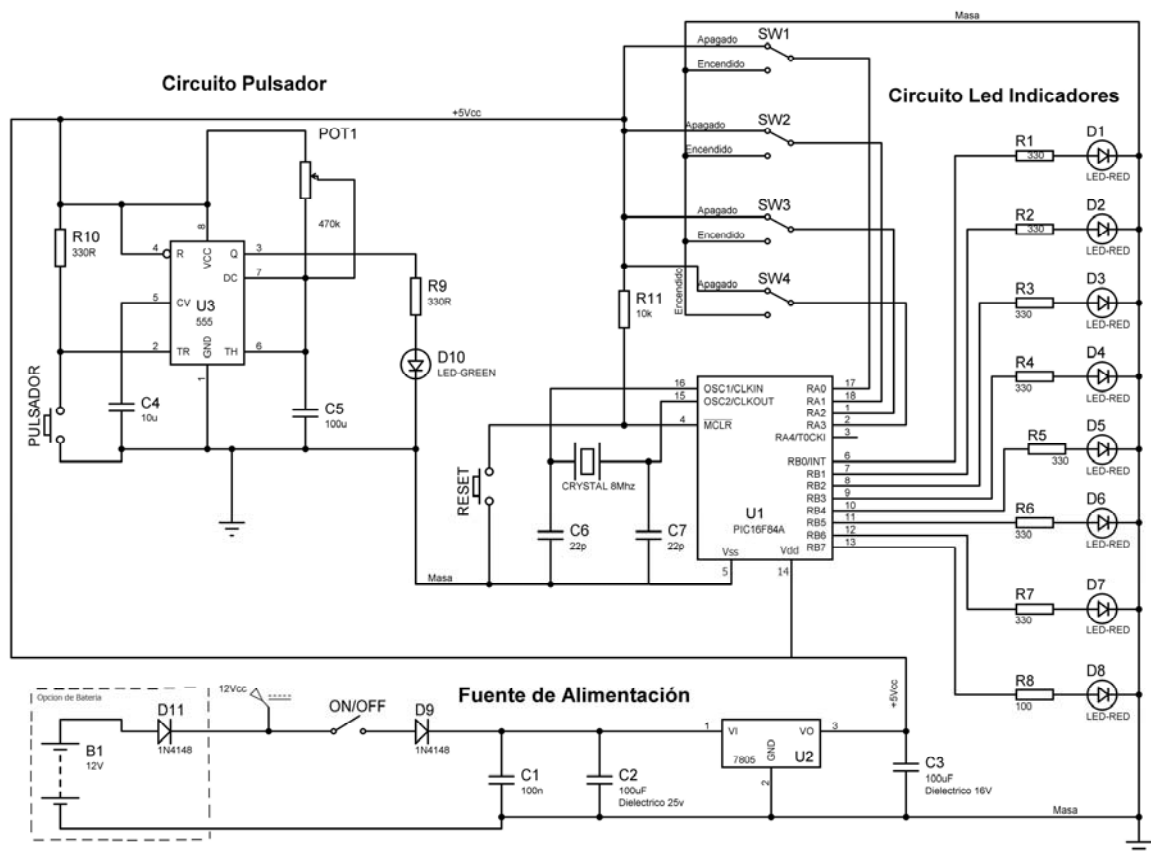 Masa
SW1
Apagado
Encendido
Circuito Pulsador
Circuito Led Indicadores
+5Vcc
POT1
470k
SW2
Apagado
Encendido
SW3
Apagado
Encendido
SW4
Apagado
Encendido
R1
330
D1
LED-RED
R2
330
D2
LED-RED
R3
330
D3
LED-RED
R4
330
D4
LED-RED
R5
330
D5
LED-RED
R6
330
D6
LED-RED
R7
330
D7
LED-RED
R8
100
D8
LED-RED
R10
330R
4
R
8
VCC
Q
3
DC
7
5
CV
U3
555
2
TR
GND
1
TH
6
R9
330R
D10
LED-GREEN
PULSADOR
C4
10u
C5
100u
R11
10k
RESET
CRYSTAL 8Mhz
C6
22p
C7
22p
Masa
16
OSC1/CLKIN
15
OSC2/CLKOUT
4
MCLR
RA0
17
RA1
18
RA2
1
RA3
2
RA4/T0CKI
3
RB0/INT
6
RB1
7
RB2
8
RB3
9
RB4
10
RB5
11
RB6
12
RB7
13
U1
PIC16F84A
Vss
5
Vdd
14
Fuente de Alimentación
Opcion de Bateria
B1
12V
D11
1N4148
12Vcc
ON/OFF
D9
1N4148
C1
100n
C2
100uF
Dielectrico 25v
1
VI
VO
3
GND
7805
U2
2
+5Vcc
C3
100uF
Dielectrico 16V
Masa